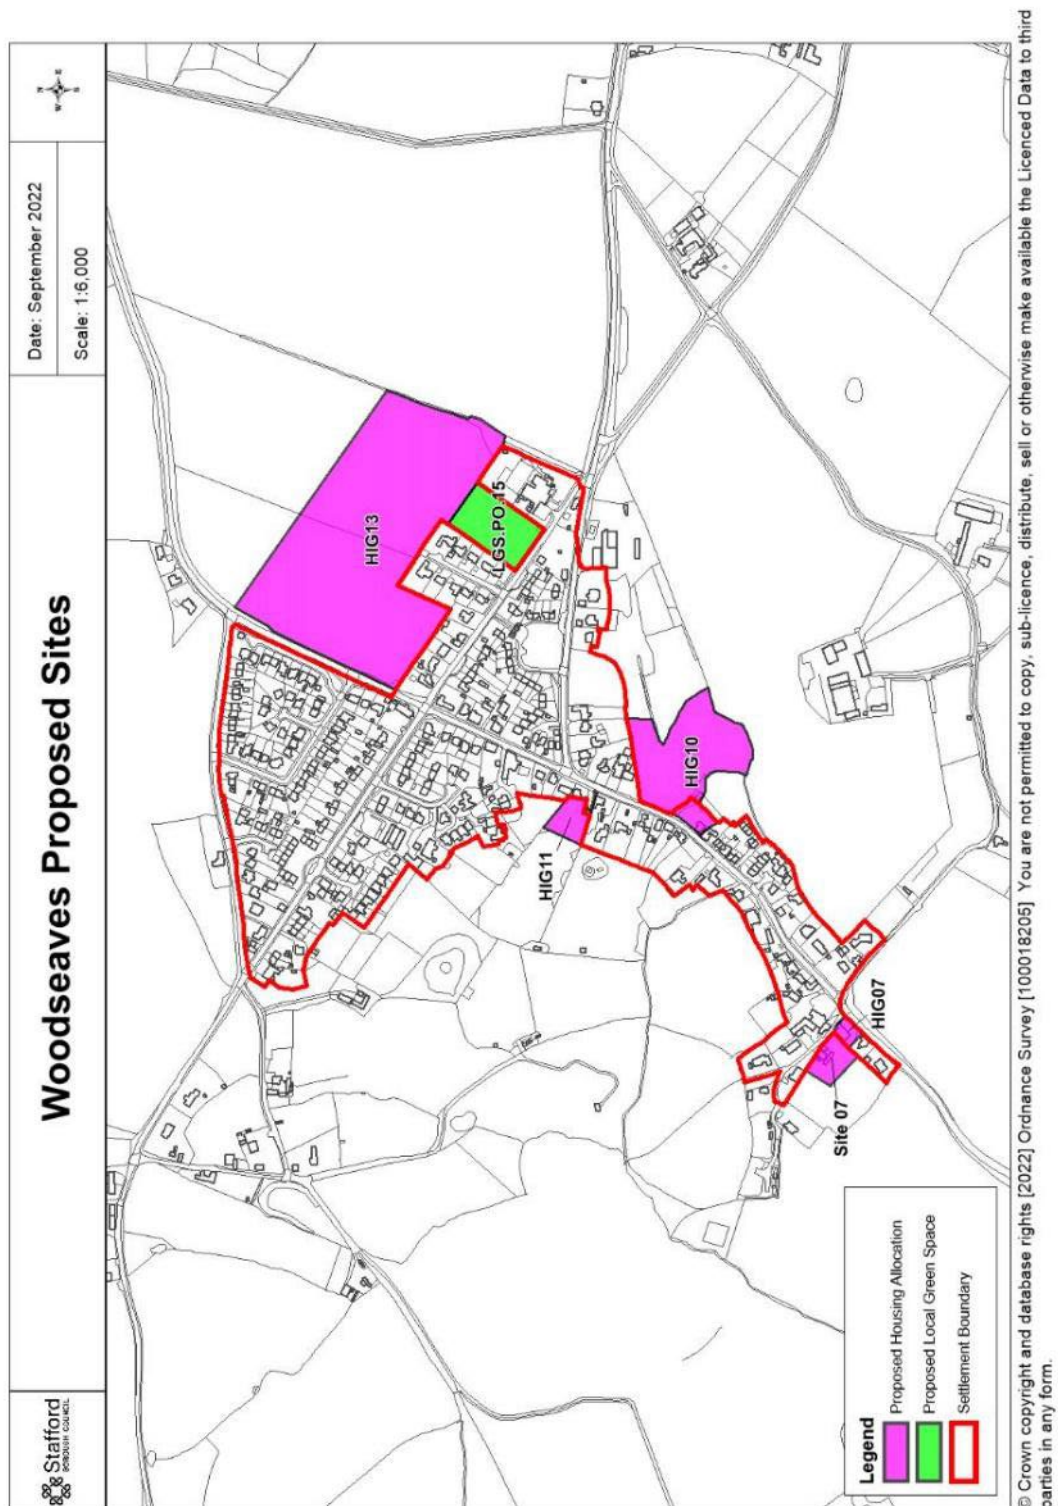 Stafford
BOROUGH COUNCIL
Woodseaves Proposed Sites
Date: September 2022
Scale: 1:6,000
N
W
E
S
HIG13
LGS.PO.15
HIG11
HIG10
HIG07
Site 07
Legend
Proposed Housing Allocation
Proposed Local Green Space
Settlement Boundary
© Crown copyright and database rights [2022] Ordnance Survey [100018205] You are not permitted to copy, sub-licence, distribute, sell or otherwise make available the Licenced Data to third
parties in any form.